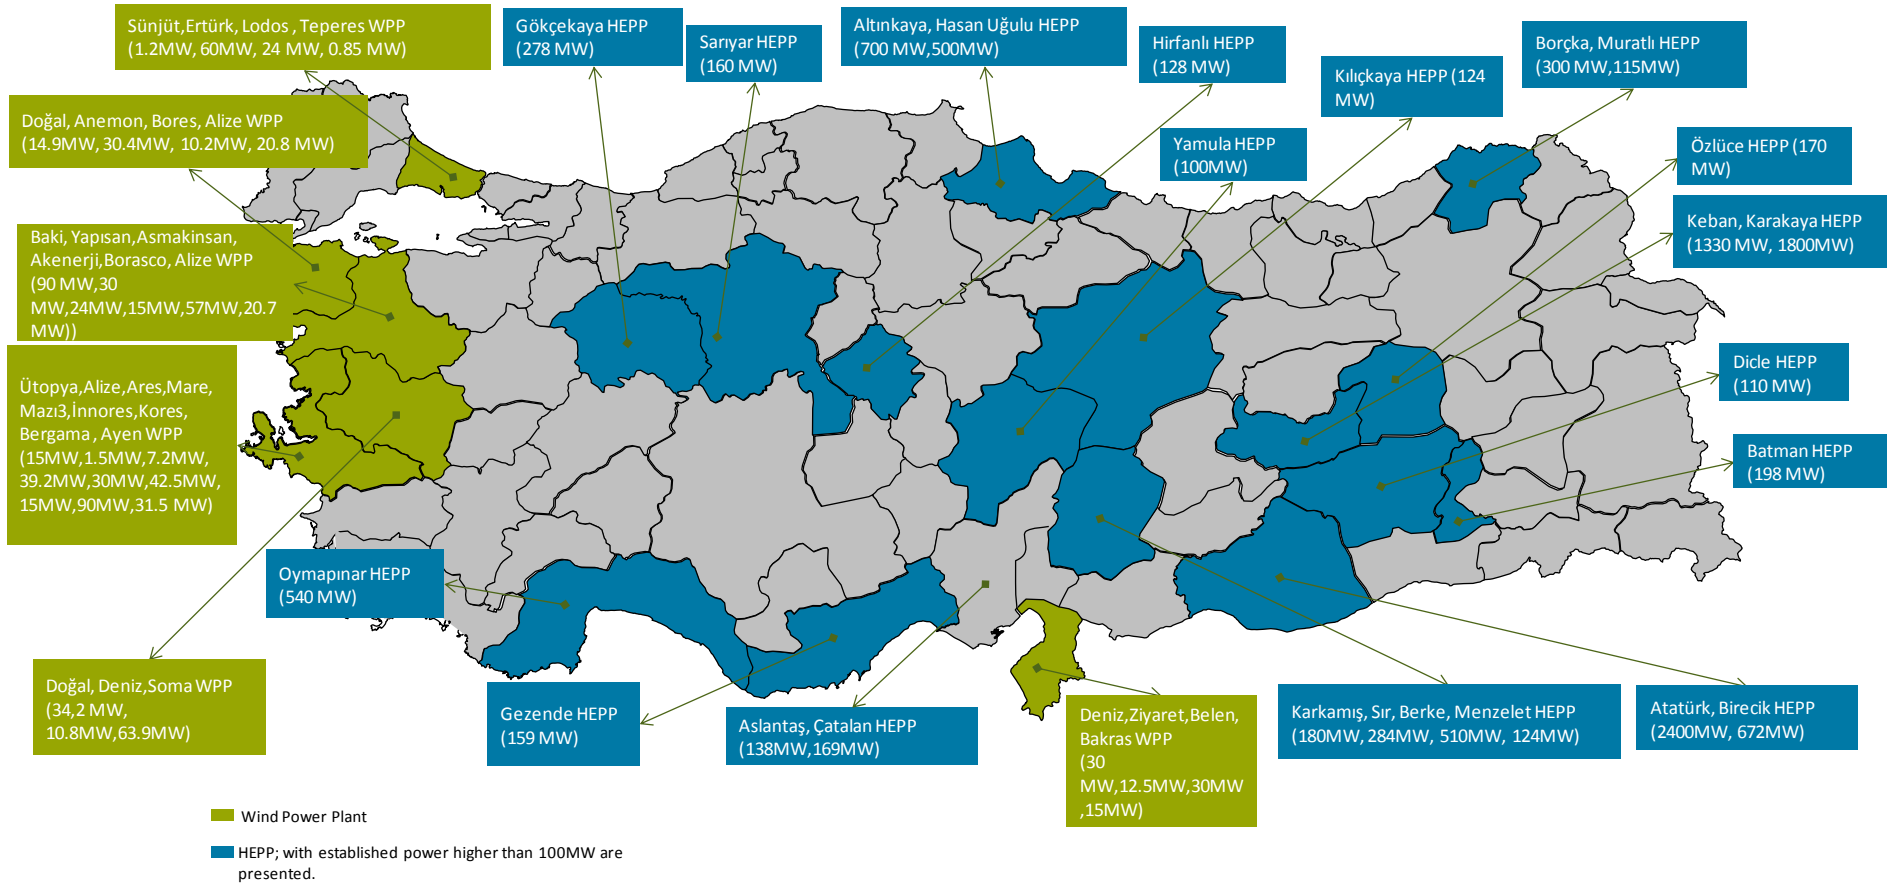 Sünjüt,Ertürk, Lodos , Teperes WPP
(1.2MW, 60MW, 24 MW, 0.85 MW)
Gökçekaya HEPP
(278 MW)
Sarıyar HEPP
(160 MW)
Altınkaya, Hasan Uğulu HEPP
(700 MW,500MW)
Hirfanlı HEPP
(128 MW)
Kılıçkaya HEPP (124
MW)
Borçka, Muratlı HEPP
(300 MW,115MW)
Doğal, Anemon, Bores, Alize WPP
(14.9MW, 30.4MW, 10.2MW, 20.8 MW)
Yamula HEPP
(100MW)
Özlüce HEPP (170
MW)
Baki, Yapısan,Asmakinsan,
Akenerji,Borasco, Alize WPP
(90 MW,30
MW,24MW,15MW,57MW,20.7
MW))
Keban, Karakaya HEPP
(1330 MW, 1800MW)
Ütopya,Alize,Ares,Mare,
Mazı3,İnnores,Kores,
Bergama , Ayen WPP
(15MW,1.5MW,7.2MW,
39.2MW,30MW,42.5MW,
15MW,90MW,31.5 MW)
Dicle HEPP
(110 MW)
Batman HEPP
(198 MW)
Oymapınar HEPP
(540 MW)
Doğal, Deniz,Soma WPP
(34,2 MW,
10.8MW,63.9MW)
Gezende HEPP
(159 MW)
Aslantaş, Çatalan HEPP
(138MW,169MW)
Deniz,Ziyaret,Belen,
Bakras WPP
(30
MW,12.5MW,30MW
,15MW)
Karkamış, Sır, Berke, Menzelet HEPP
(180MW, 284MW, 510MW, 124MW)
Atatürk, Birecik HEPP
(2400MW, 672MW)
Wind Power Plant
HEPP; with established power higher than 100MW are
presented.